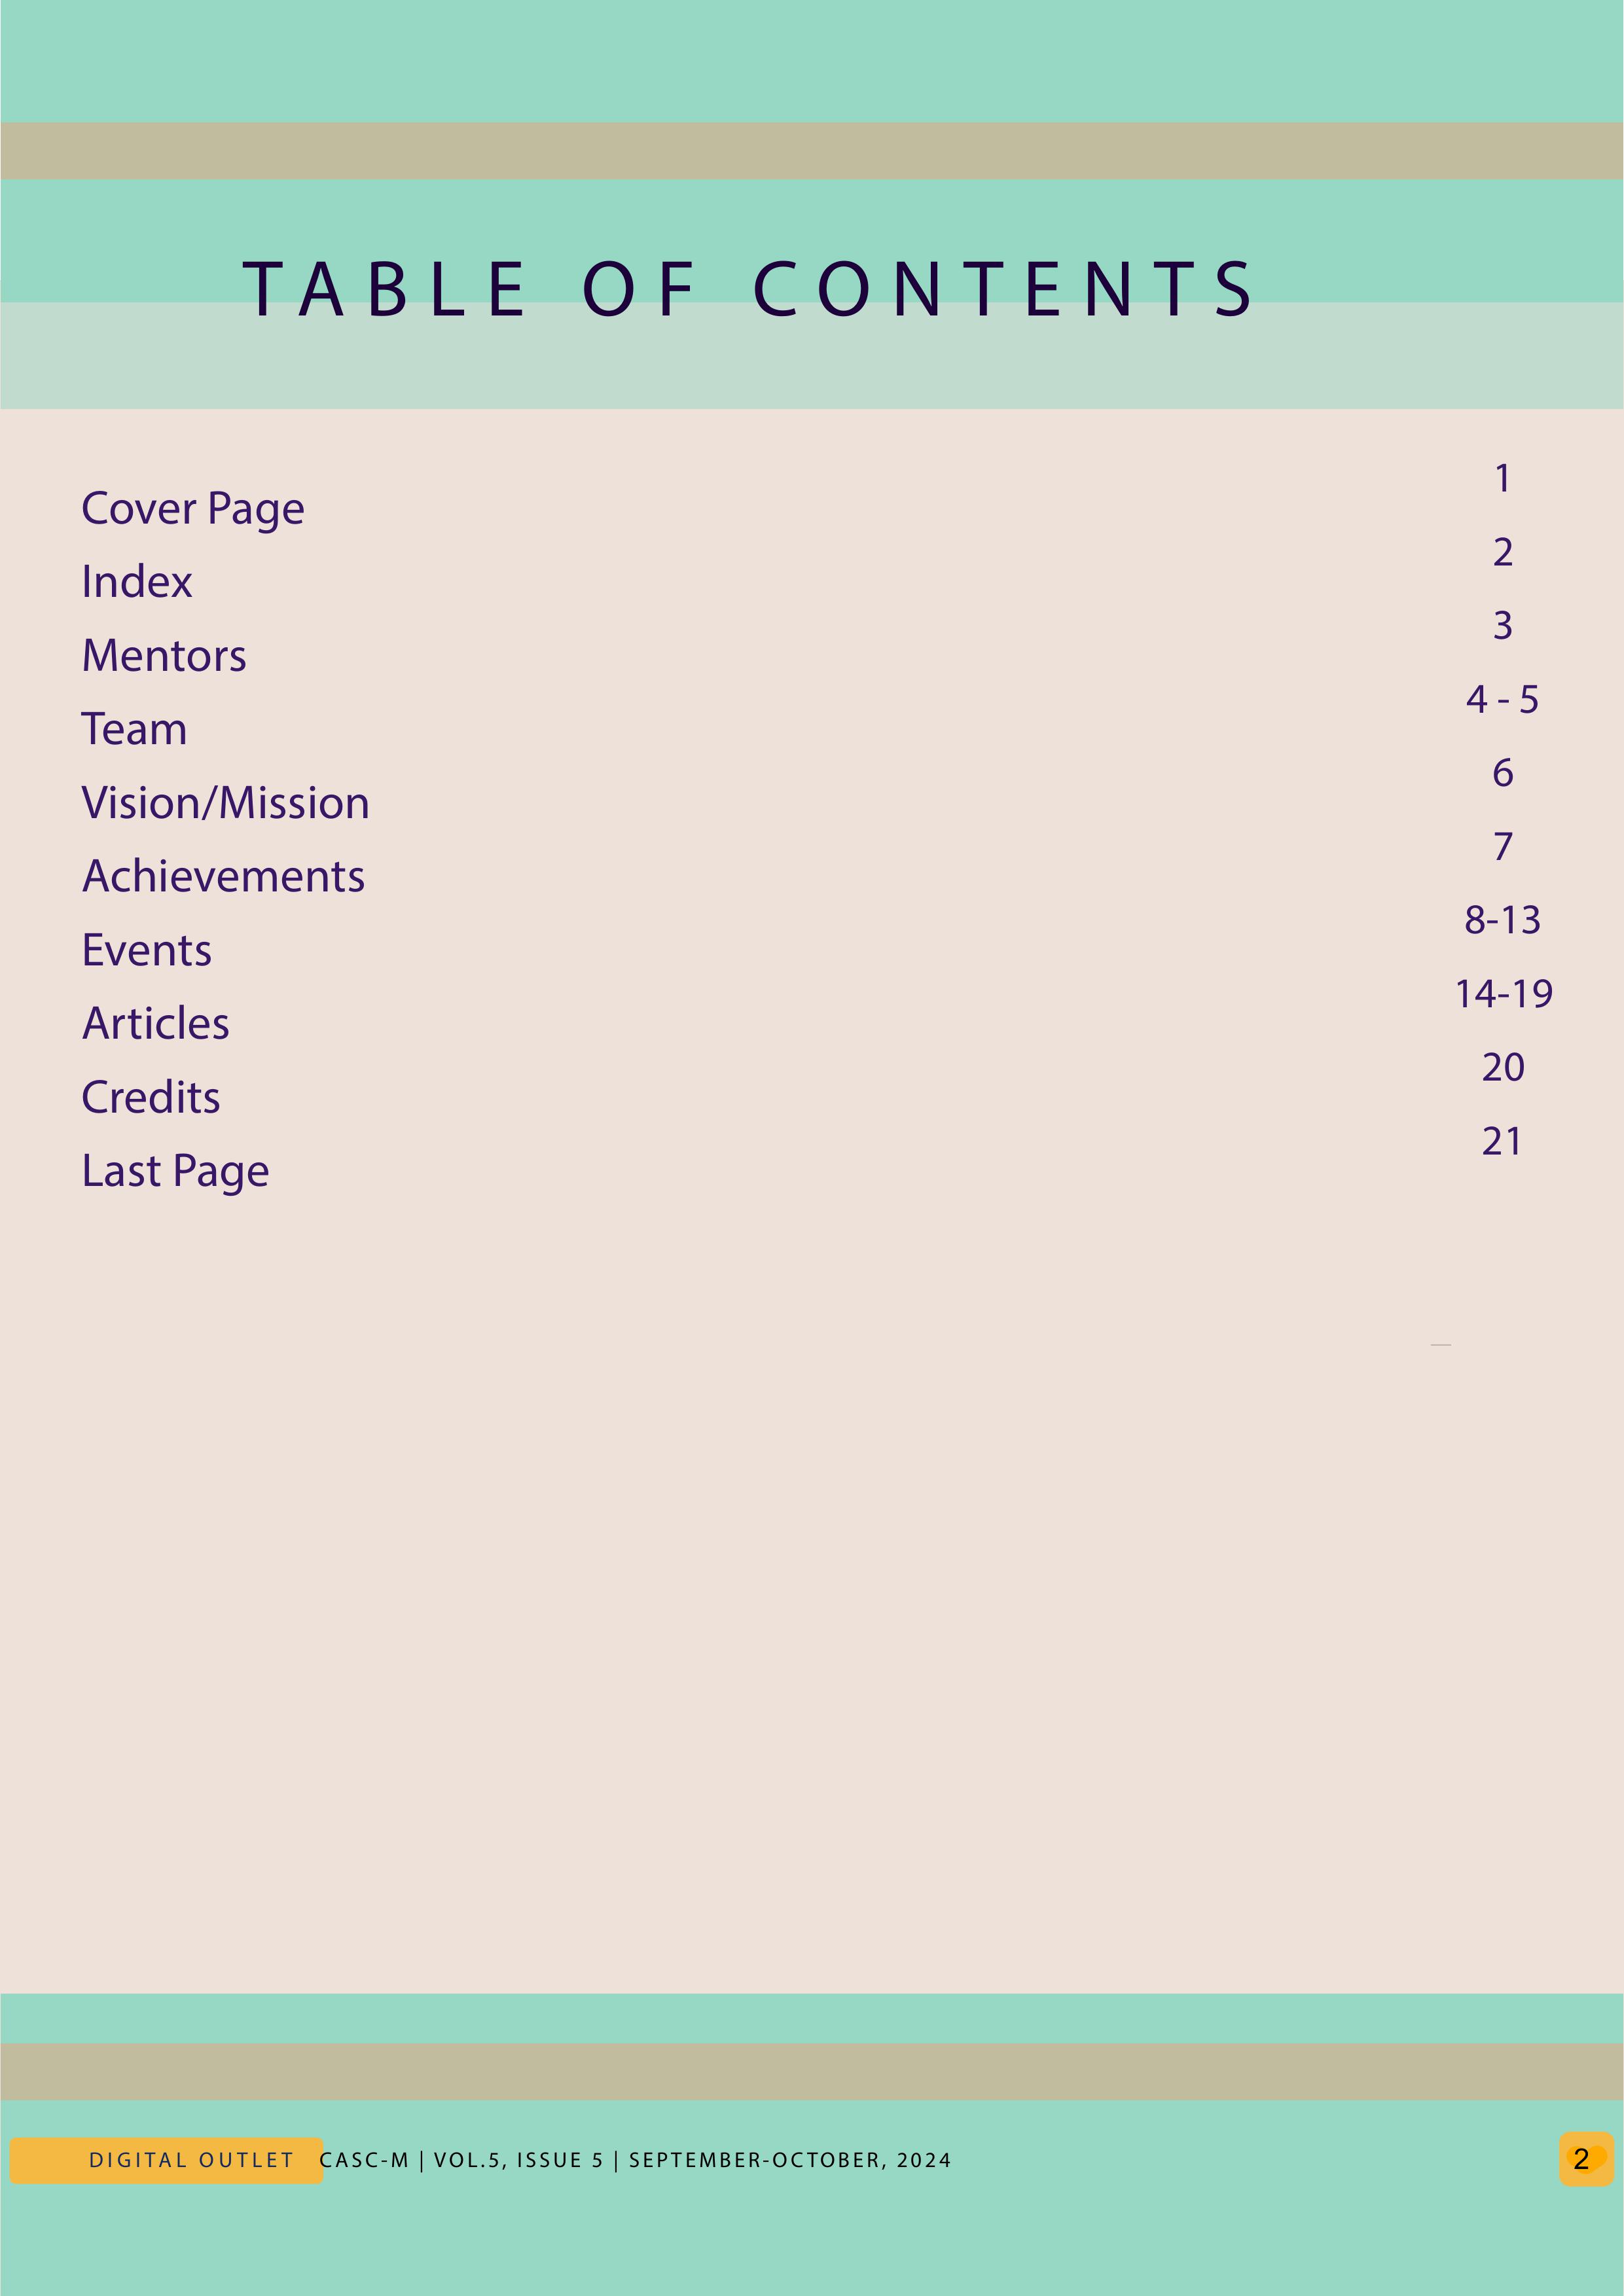 TABLE OF CONTENTS
Cover Page 1
Index 2
Mentors 3
Team 4 - 5
Vision/Mission 6
Achievements 7
Events 8-13
Articles 14-19
Credits 20
Last Page 21
DIGITAL OUTLET CASC-M | VOL.5, ISSUE 5 | SEPTEMBER-OCTOBER, 2024 2